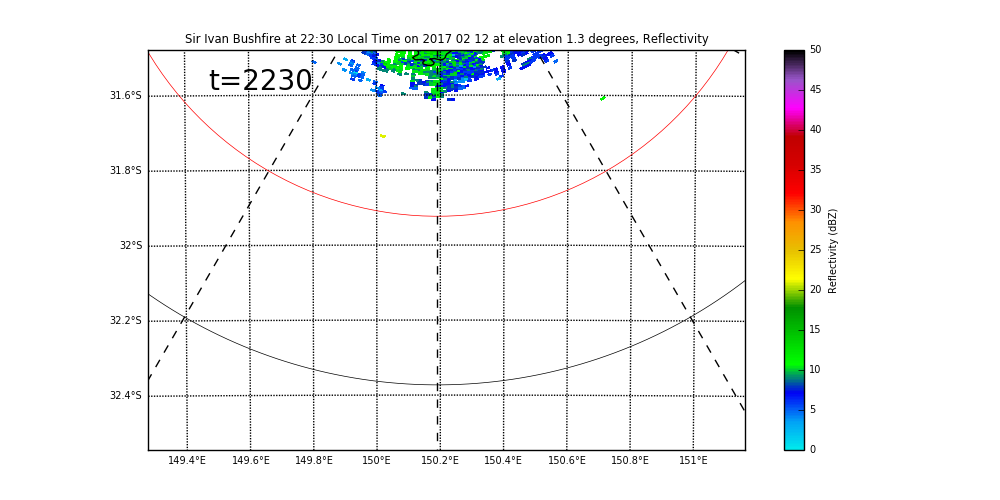 Sir Ivan Bushfire at 22:30 Local Time on 2017 02 12 at elevation 1.3 degrees, Reflectivity
t=2230
31.6°S
31.8°S
32°S
32.2°S
32.4°S
149.4°E 149.6°E 149.8°E 150°E 150.2°E 150.4°E 150.6°E 150.8°E 151°E
50
45
40
35
30
25
20
15
10
5
0
Reflectivity (dBZ)